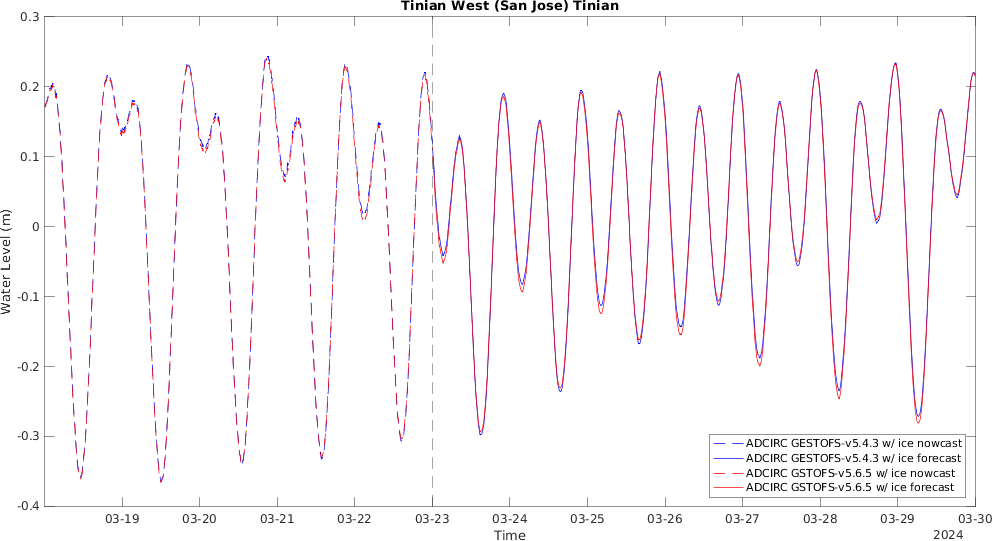 Tinian West (San Jose) Tinian
0.3
0.2
0.1
0
-0.1
-0.2
-0.3
-0.4
Water Level (m)
03-19 03-20 03-21 03-22 03-23 03-24 03-25 03-26 03-27 03-28 03-29 03-30
Time
2024
ADCIRC GESTOFS-v5.4.3 w/ ice nowcast
ADCIRC GESTOFS-v5.4.3 w/ ice forecast
ADCIRC GSTOFS-v5.6.5 w/ ice nowcast
ADCIRC GSTOFS-v5.6.5 w/ ice forecast